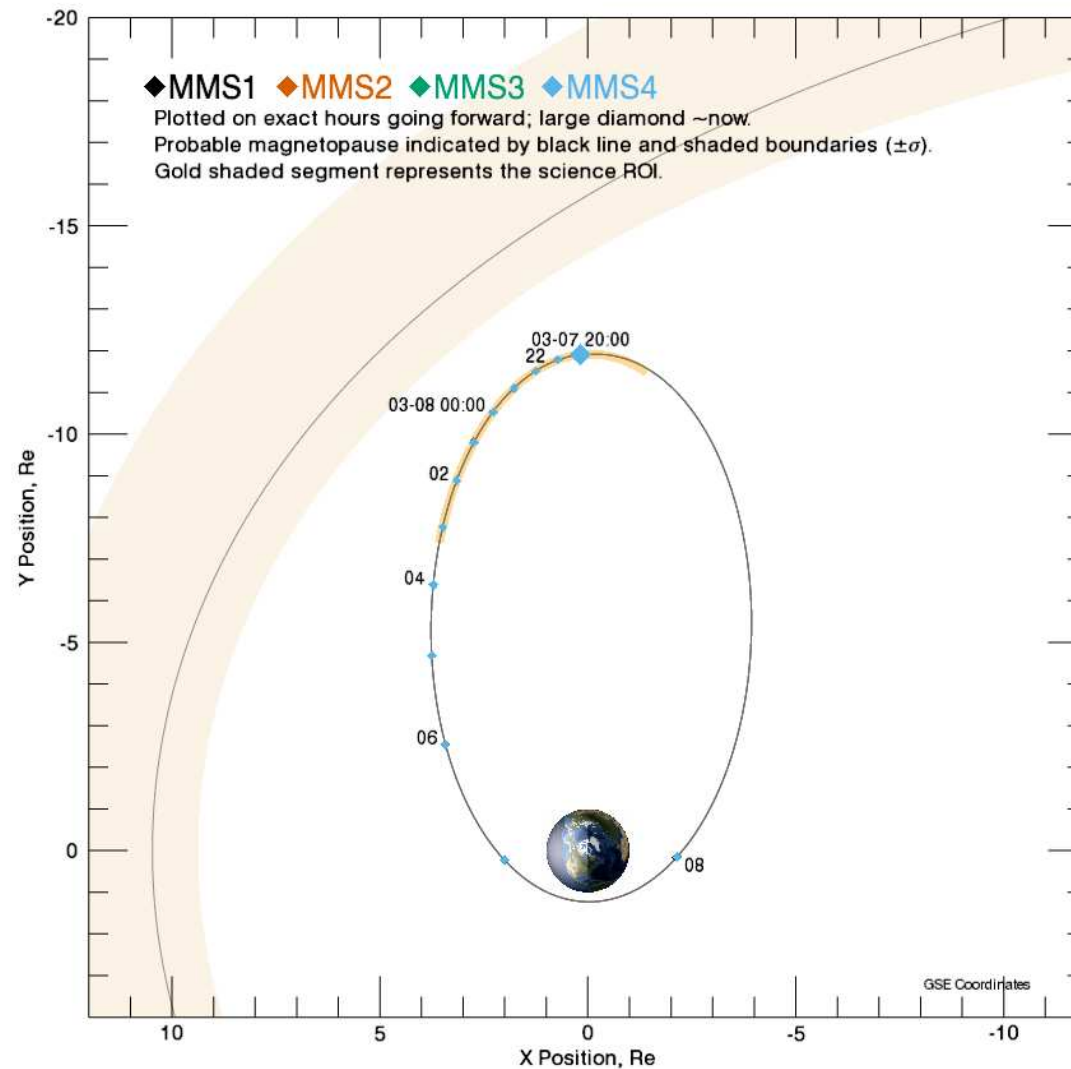 -20
MMS1 MMS2 MMS3 MMS4
Plotted on exact hours going forward; large diamond ~now.
Probable magnetopause indicated by black line and shaded boundaries (±σ).
Gold shaded segment represents the science ROI.
-15
03-07 20:00
22
03-08 00:00
-10
02
Y Position, Re
04
-5
06
0
08
GSE Coordinates
10 5 0 -5 -10
X Position, Re